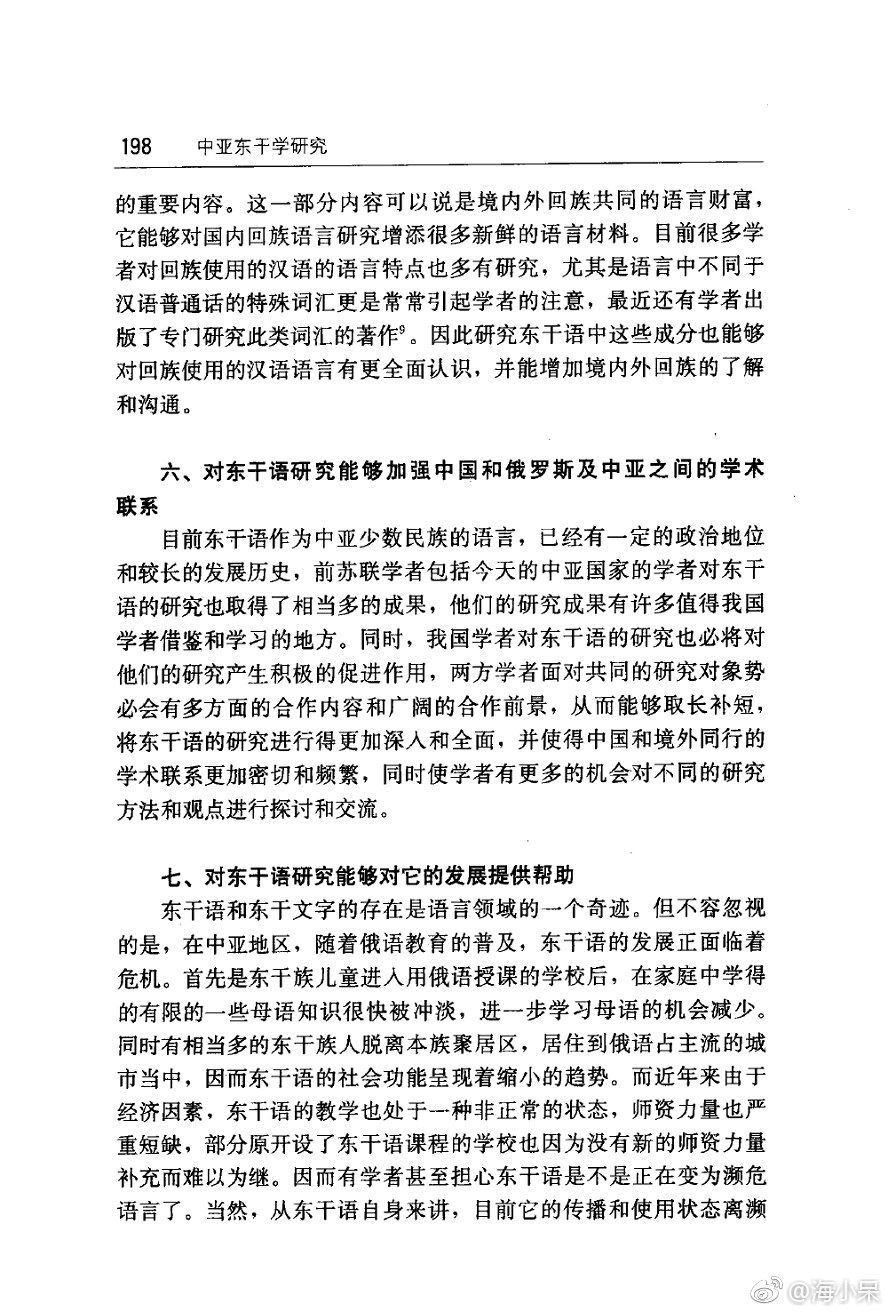 198 中亚东干学研究
的重要内容。这一部分内容可以说是境内外回族共同的语言财富，
它能够对国内回族语言研究增添很多新鲜的语言材料。目前很多学
者对回族使用的汉语的语言特点也多有研究，尤其是语言中不同于
汉语普通话的特殊词汇更是常常引起学者的注意，最近还有学者出
版了专门研究此类词汇的著作⁹。因此研究东干语中这些成分也能够
对回族使用的汉语语言有更全面认识，并能增加境内外回族的了解
和沟通。
六、对东干语研究能够加强中国和俄罗斯及中亚之间的学术
联系
目前东干语作为中亚少数民族的语言，已经有一定的政治地位
和较长的发展历史，前苏联学者包括今天的中亚国家的学者对东干
语的研究也取得了相当多的成果，他们的研究成果有许多值得我国
学者借鉴和学习的地方。同时，我国学者对东干语的研究也必将对
他们的研究产生积极的促进作用，两方学者面对共同的研究对象势
必会有多方面的合作内容和广阔的合作前景，从而能够取长补短，
将东干语的研究进行得更加深入和全面，并使得中国和境外同行的
学术联系更加密切和频繁，同时使学者有更多的机会对不同的研究
方法和观点进行探讨和交流。
七、对东干语研究能够对它的发展提供帮助
东干语和东干文字的存在是语言领域的一个奇迹。但不容忽视
的是，在中亚地区，随着俄语教育的普及，东干语的发展正面临着
危机。首先是东干族儿童进入用俄语授课的学校后，在家庭中学得
的有限的一些母语知识很快被冲淡，进一步学习母语的机会减少。
同时有相当多的东干族人脱离本族聚居区，居住到俄语占主流的城
市当中，因而东干语的社会功能呈现着缩小的趋势。而近年来由于
经济因素，东干语的教学也处于一种非正常的状态，师资力量也严
重短缺，部分原开设了东干语课程的学校也因为没有新的师资力量
补充而难以为继。因而有学者甚至担心东干语是不是正在变为濒危
语言了。当然，从东干语自身来讲，目前它的传播和使用状态离濒
@海小呆